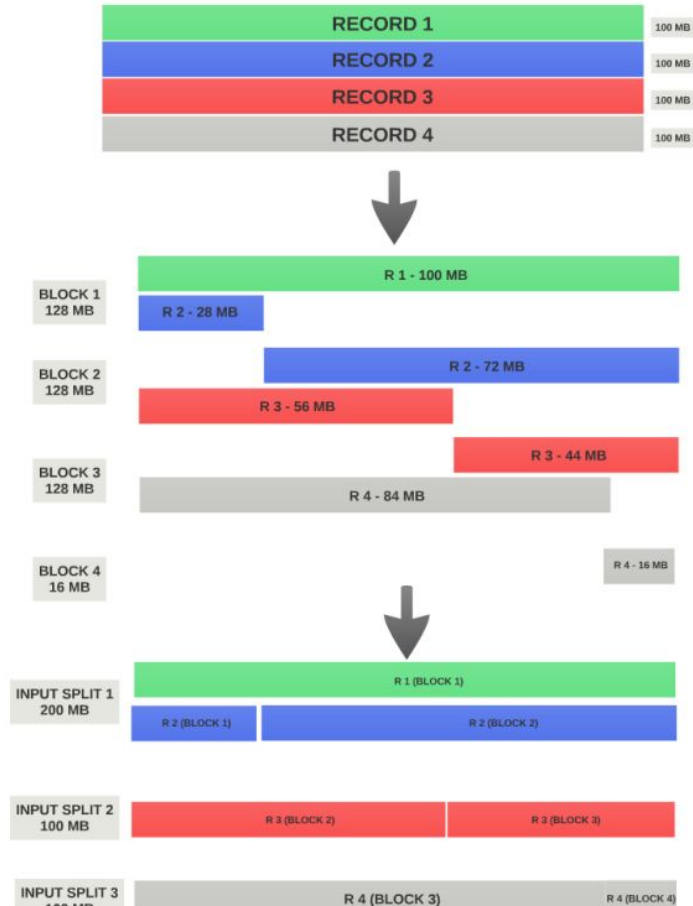 RECORD 1
100 MB
RECORD 2
100 MB
RECORD 3
100 MB
RECORD 4
100 MB
BLOCK 1
128 MB
R 1 - 100 MB
R 2 - 28 MB
BLOCK 2
128 MB
R 2 - 72 MB
R 3 - 56 MB
BLOCK 3
128 MB
R 3 - 44 MB
R 4 - 84 MB
BLOCK 4
16 MB
R 4 - 16 MB
INPUT SPLIT 1
200 MB
R 1 (BLOCK 1)
R 2 (BLOCK 1)
R 2 (BLOCK 2)
INPUT SPLIT 2
100 MB
R 3 (BLOCK 2)
R 3 (BLOCK 3)
INPUT SPLIT 3
100 MB
R 4 (BLOCK 3)
R 4 (BLOCK 4)